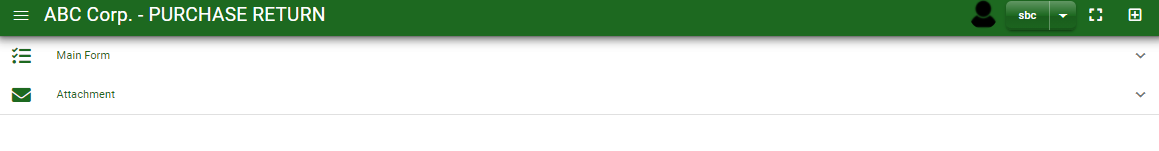 ABC Corp. - PURCHASE RETURN
sbc
Main Form
Attachment